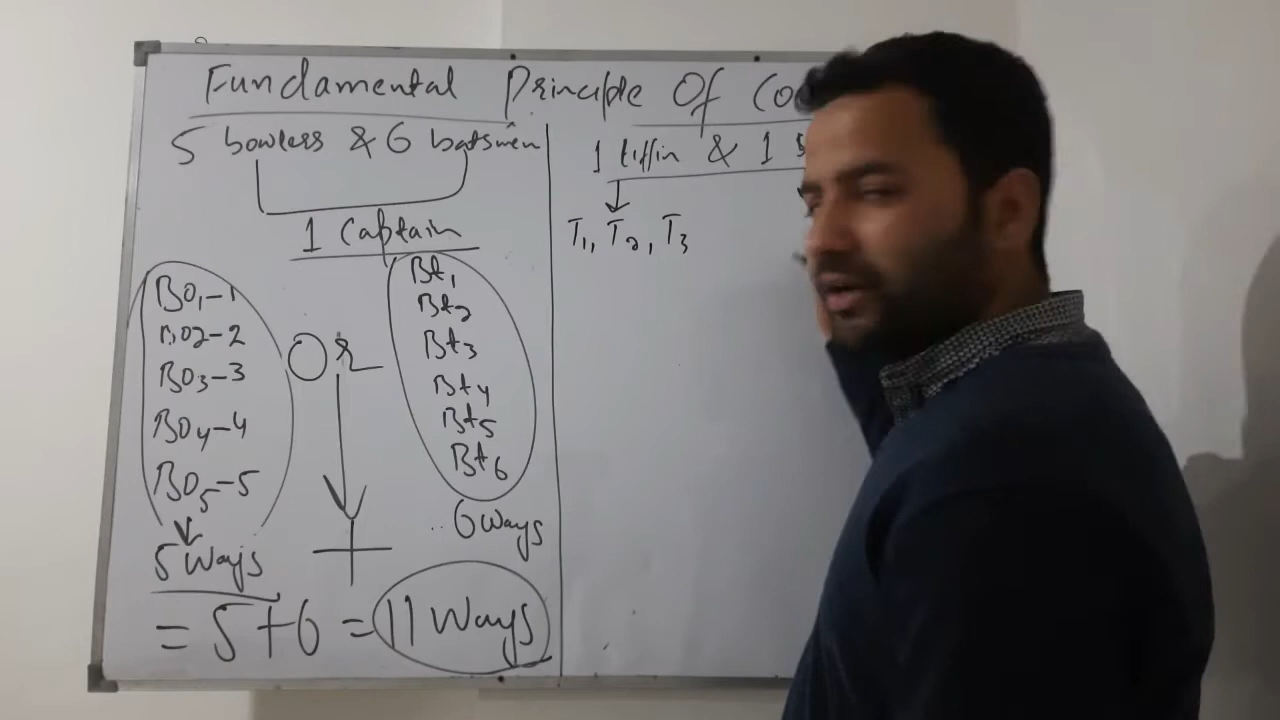 Fundamental Principle Of
5 bowlers & 6 batsmen
1 Captain
Bo1-1
Bo2-2
Bo3-3
Bo4-4
Bo5-5
5 Ways
Or
+
Bt1
Bt2
Bt3
Bt4
Bt5
Bt6
6 Ways
= 5+6 = 11 Ways
1 tiffin & 1
T1, T2, T3